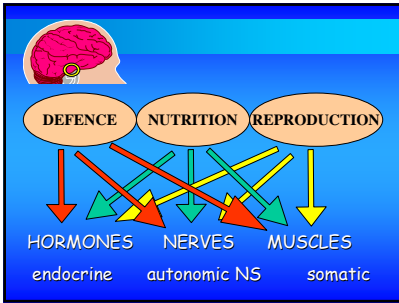 DEFENCE NUTRITION REPRODUCTION
HORMONES NERVES MUSCLES
endocrine autonomic NS somatic